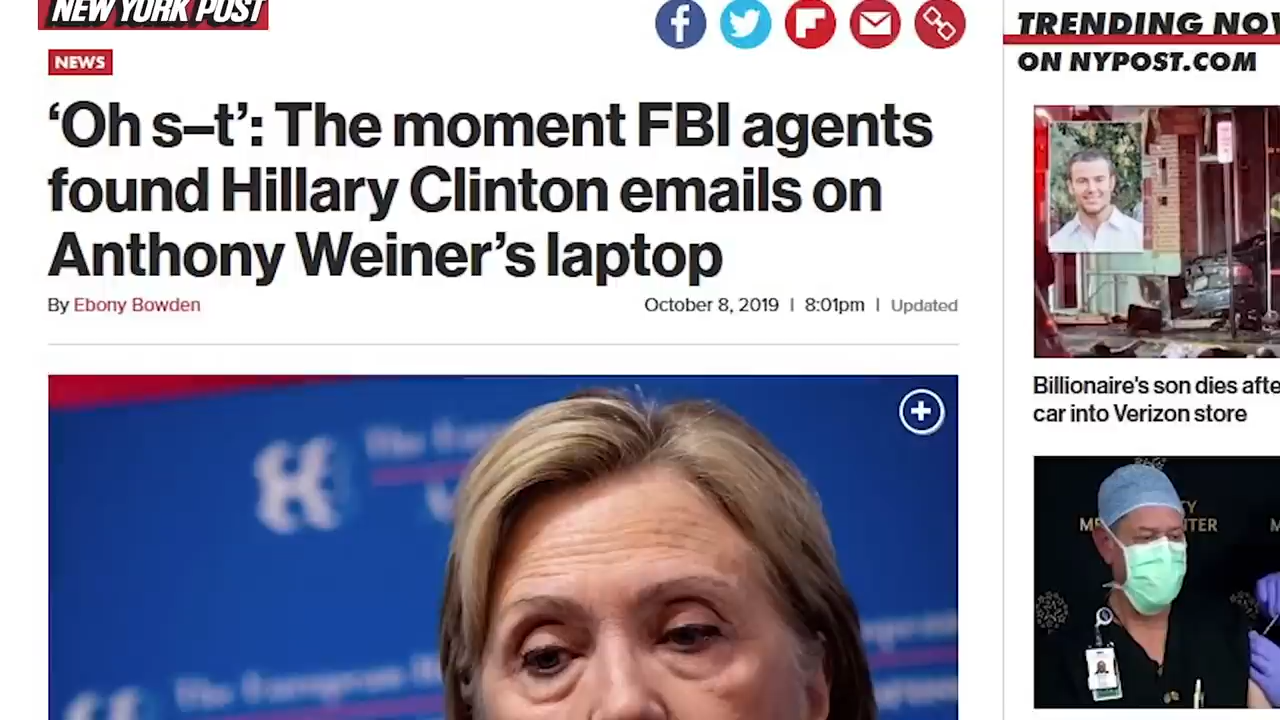 NEW YORK POST
NEWS
‘Oh s–t’: The moment FBI agents
found Hillary Clinton emails on
Anthony Weiner’s laptop
By Ebony Bowden
October 8, 2019 | 8:01pm | Updated
TRENDING NOW
ON NYPOST.COM
Billionaire's son dies afte
car into Verizon store
CENTER